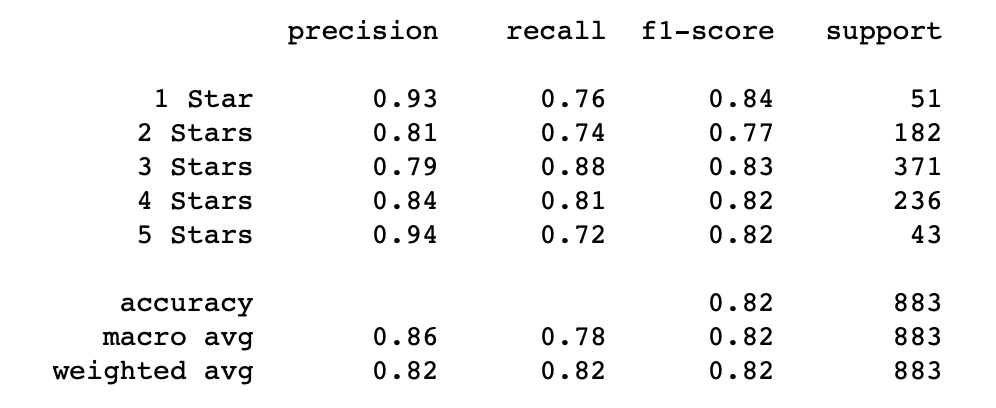 precision recall f1-score support
1 Star 0.93 0.76 0.84 51
2 Stars 0.81 0.74 0.77 182
3 Stars 0.79 0.88 0.83 371
4 Stars 0.84 0.81 0.82 236
5 Stars 0.94 0.72 0.82 43
accuracy 0.82 883
macro avg 0.86 0.78 0.82 883
weighted avg 0.82 0.82 0.82 883